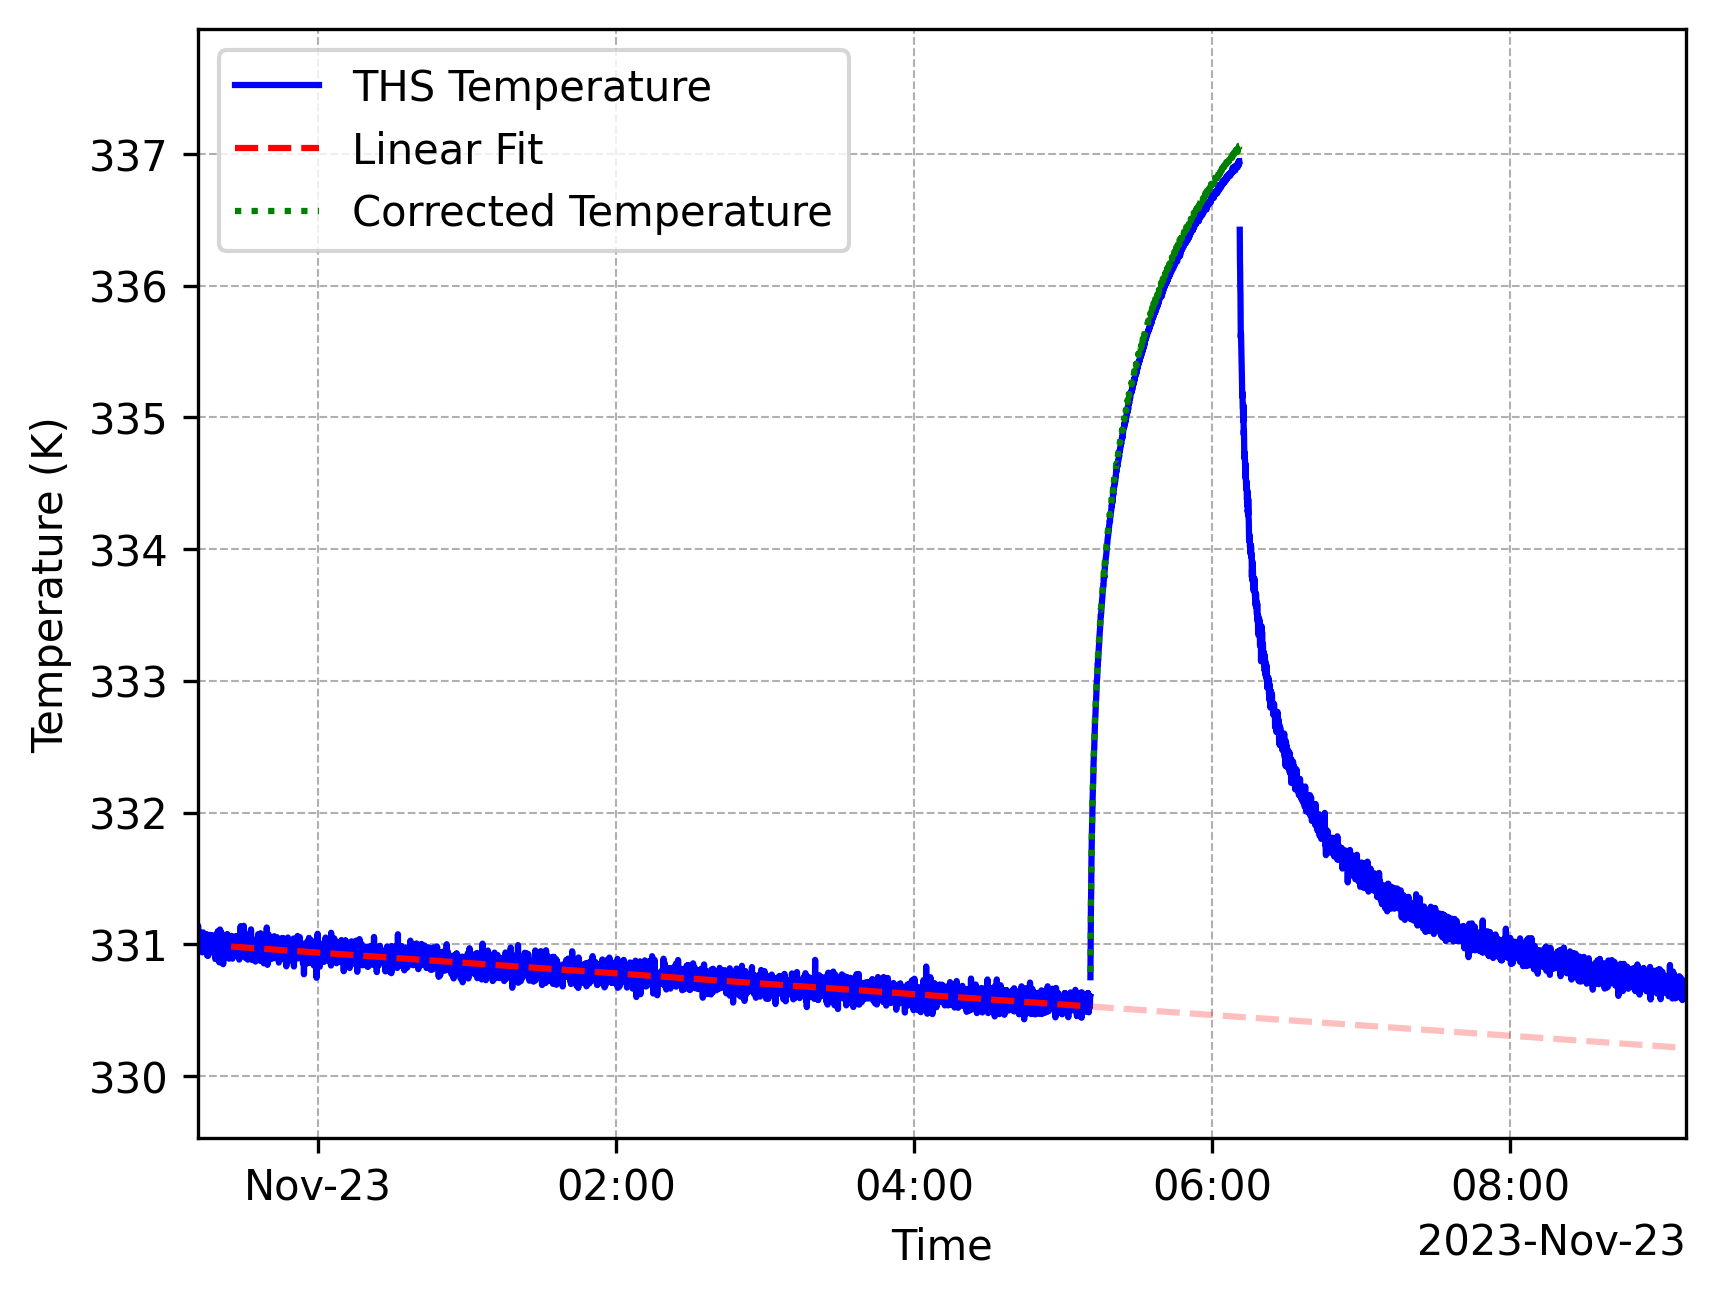 THS Temperature
Linear Fit
Corrected Temperature
337
336
335
334
333
332
331
330
Temperature (K)
Nov-23 02:00 04:00 06:00 08:00
Time
2023-Nov-23